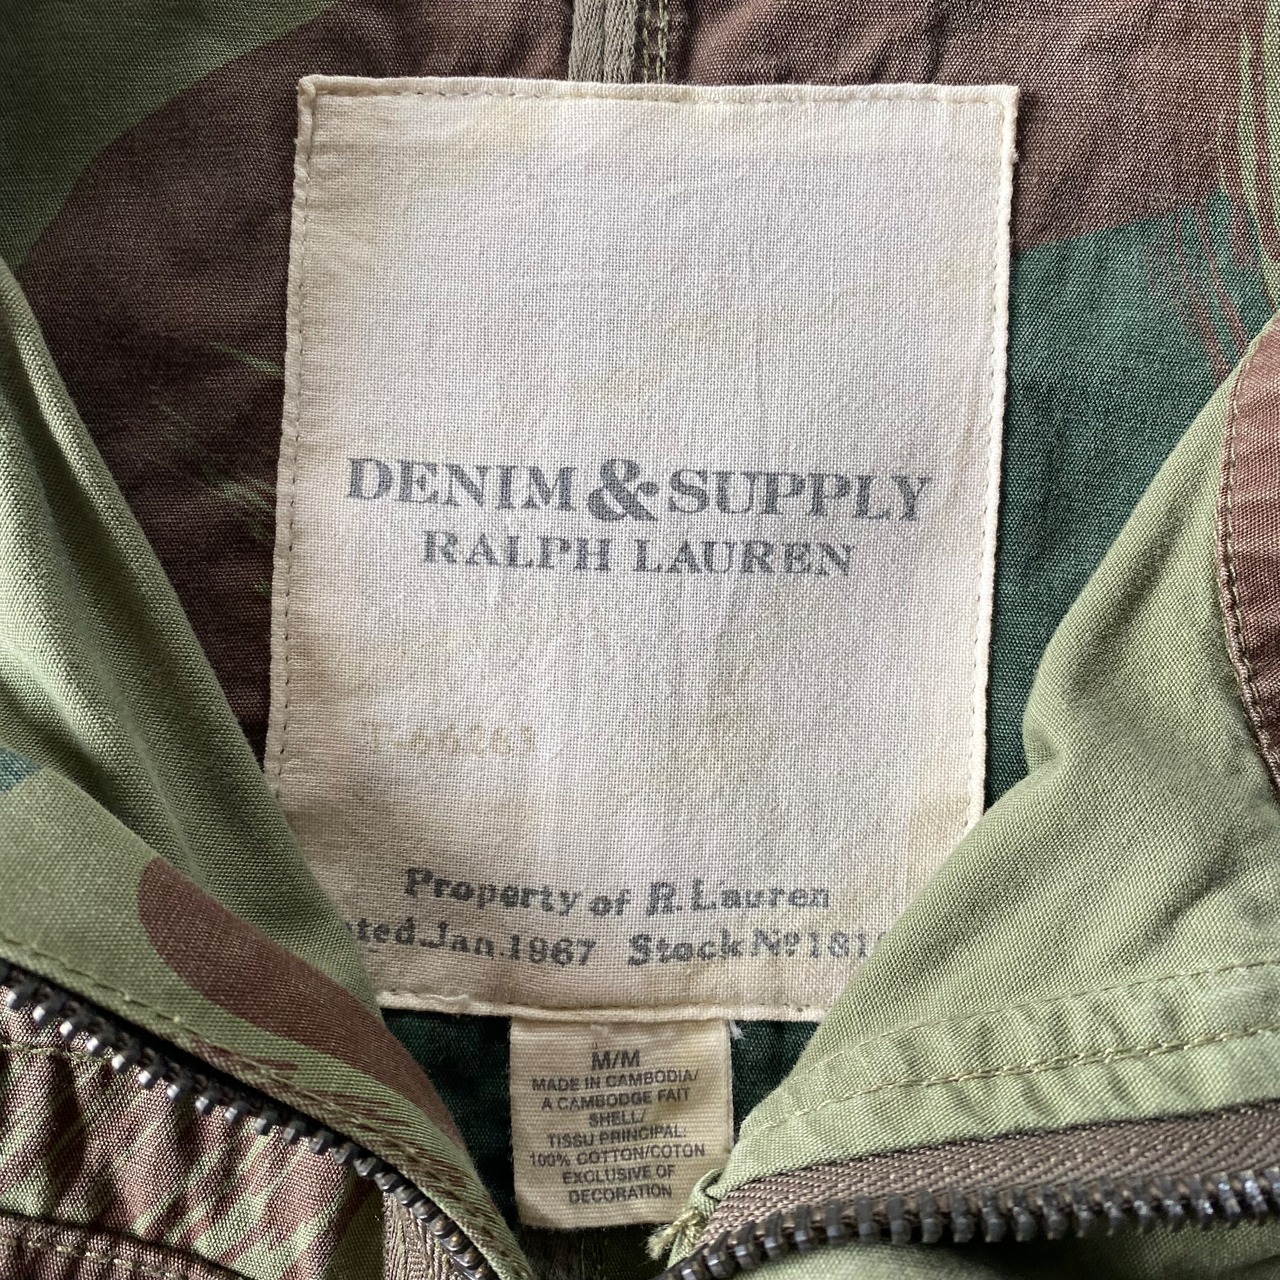 DENIM & SUPPLY
RALPH LAUREN
Property of R. Lauren
Jan. 1967 Stock Nº
M/M
MADE IN CAMBODIA/
A CAMBODGE FAIT
SHELL/
TISSU PRINCIPAL:
100% COTTON/COTON
EXCLUSIVE OF
DECORATION